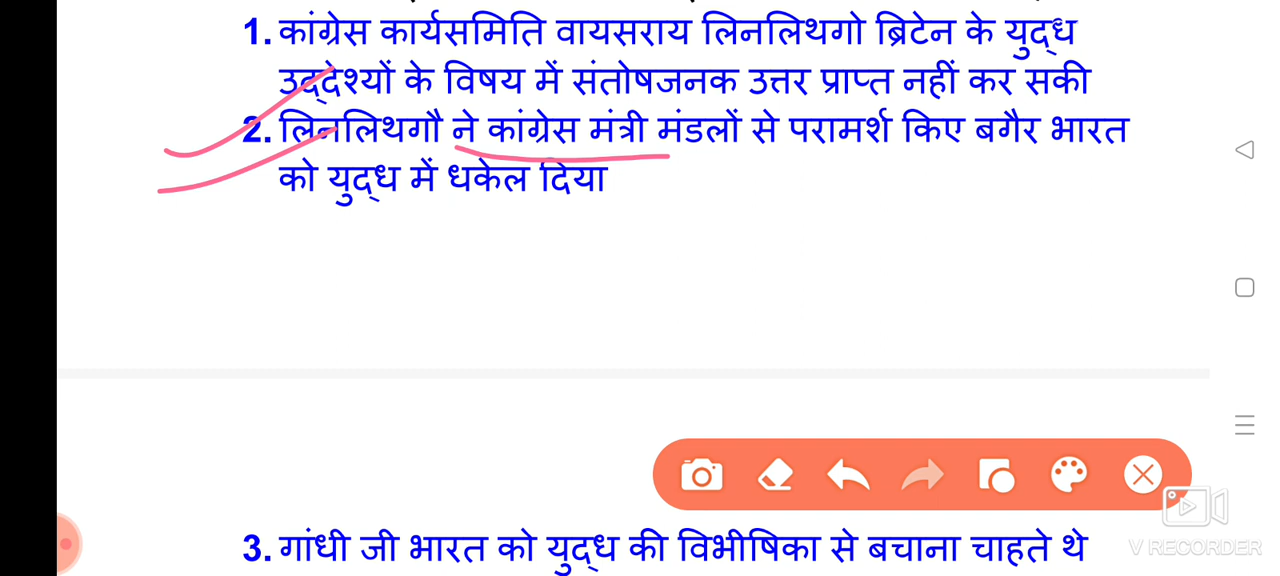 1. कांग्रेस कार्यसमिति वायसराय लिनलिथगो ब्रिटेन के युद्ध
उद्देश्यों के विषय में संतोषजनक उत्तर प्राप्त नहीं कर सकी
2. लिनलिथगौ ने कांग्रेस मंत्री मंडलों से परामर्श किए बगैर भारत
को युद्ध में धकेल दिया
3. गांधी जी भारत को युद्ध की विभीषिका से बचाना चाहते थे
V RECORDER